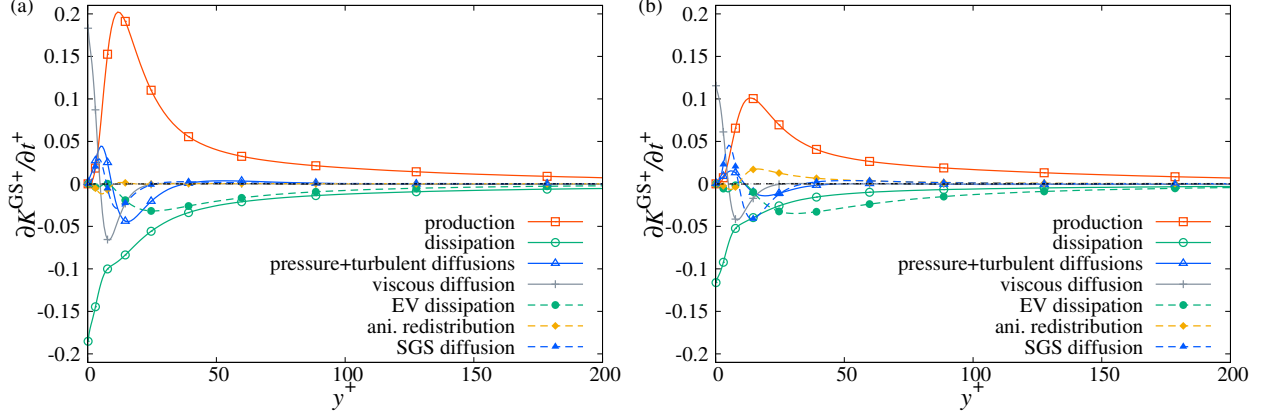 (a)
0.2
0.15
0.1
0.05
0
-0.05
-0.1
-0.15
-0.2
∂K^GS+/∂t^+
production
dissipation
pressure+turbulent diffusions
viscous diffusion
EV dissipation
ani. redistribution
SGS diffusion
0 50 100 150 200
y^+
(b)
0.2
0.15
0.1
0.05
0
-0.05
-0.1
-0.15
-0.2
∂K^GS+/∂t^+
production
dissipation
pressure+turbulent diffusions
viscous diffusion
EV dissipation
ani. redistribution
SGS diffusion
0 50 100 150 200
y^+